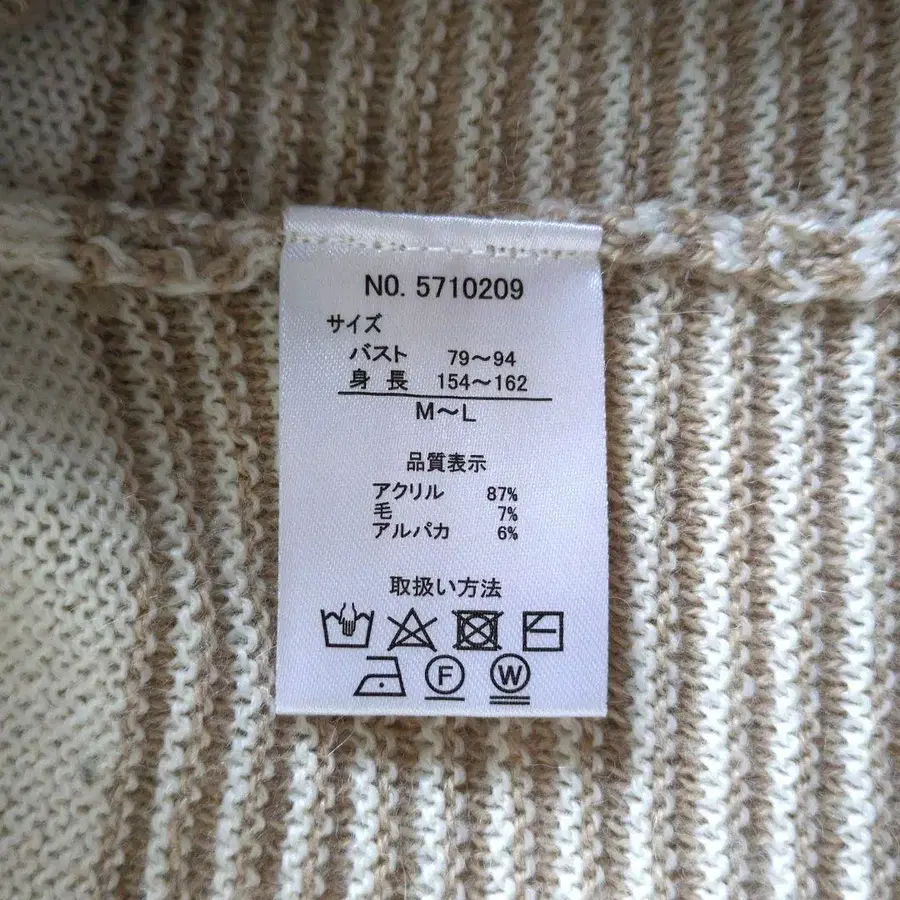 NO. 5710209
サイズ
バスト 79〜94
身長 154〜162
M〜L
品質表示
アクリル 87%
毛 7%
アルパカ 6%
取扱い方法
F W